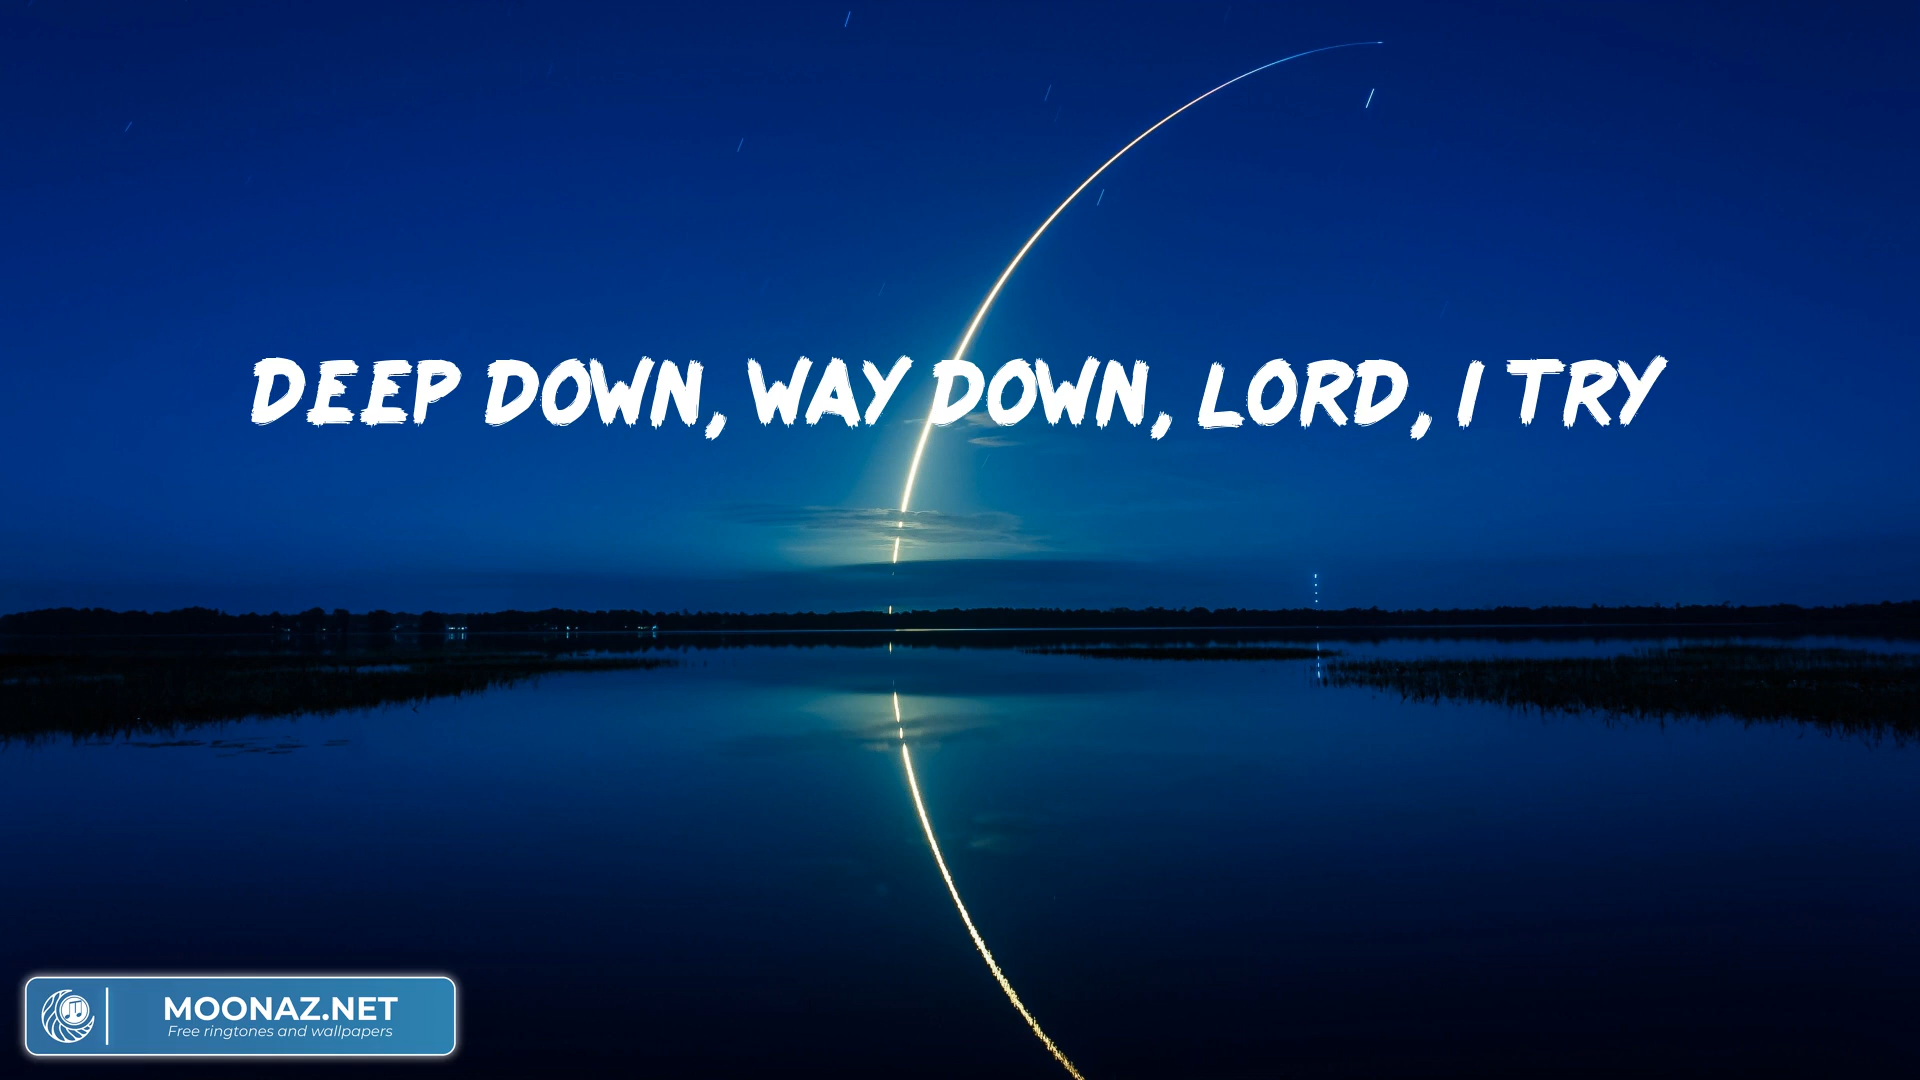 DEEP DOWN, WAY DOWN, LORD, I TRY
MOONAZ.NET
Free ringtones and wallpapers